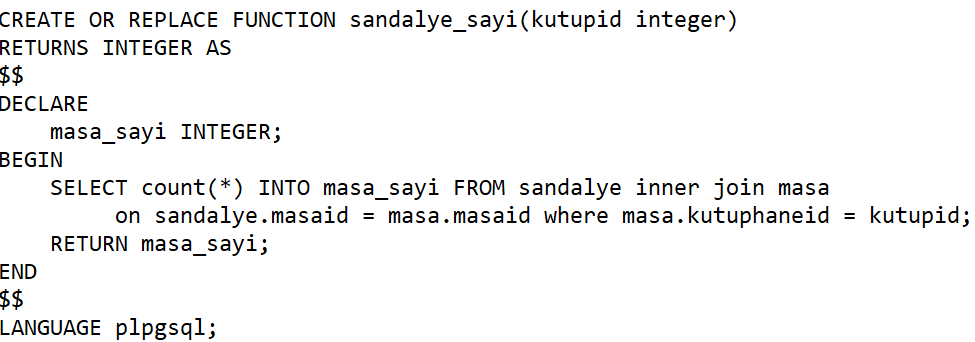 CREATE OR REPLACE FUNCTION sandalye_sayi(kutupid integer)
RETURNS INTEGER AS
$$
DECLARE
    masa_sayi INTEGER;
BEGIN
    SELECT count(*) INTO masa_sayi FROM sandalye inner join masa
         on sandalye.masaid = masa.masaid where masa.kutuphaneid = kutupid;
    RETURN masa_sayi;
END
$$
LANGUAGE plpgsql;